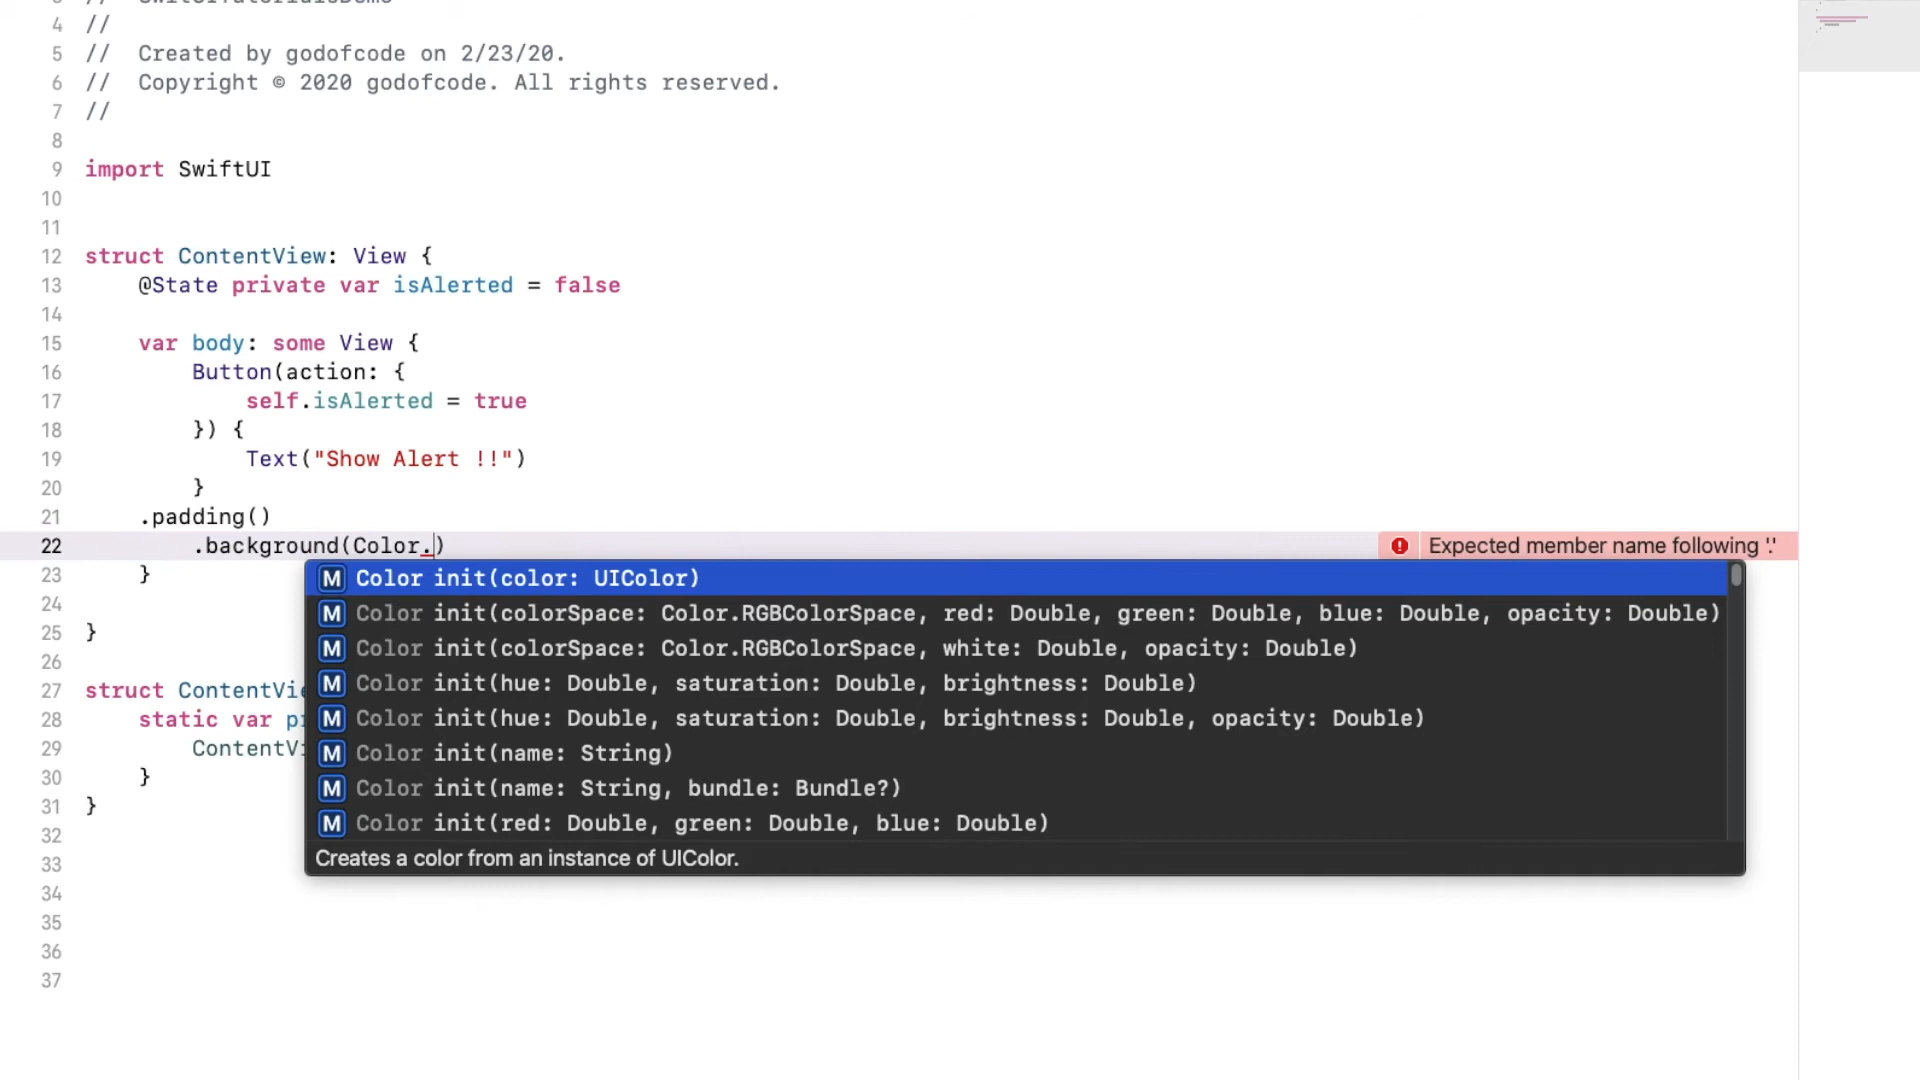 4 //
5 //  Created by godofcode on 2/23/20.
6 //  Copyright © 2020 godofcode. All rights reserved.
7 //
8
9 import SwiftUI
10
11
12 struct ContentView: View {
13     @State private var isAlerted = false
14
15     var body: some View {
16         Button(action: {
17             self.isAlerted = true
18         }) {
19             Text("Show Alert !!")
20         }
21     .padding()
22         .background(Color.) Expected member name following '.'
23     }
M Color init(color: UIColor)
24
M Color init(colorSpace: Color.RGBColorSpace, red: Double, green: Double, blue: Double, opacity: Double)
25 }
M Color init(colorSpace: Color.RGBColorSpace, white: Double, opacity: Double)
26
M Color init(hue: Double, saturation: Double, brightness: Double)
27 struct ContentVie
28     static var pr
M Color init(hue: Double, saturation: Double, brightness: Double, opacity: Double)
29         ContentVi
M Color init(name: String)
30     }
M Color init(name: String, bundle: Bundle?)
31 }
M Color init(red: Double, green: Double, blue: Double)
32
Creates a color from an instance of UIColor.
33
34
35
36
37